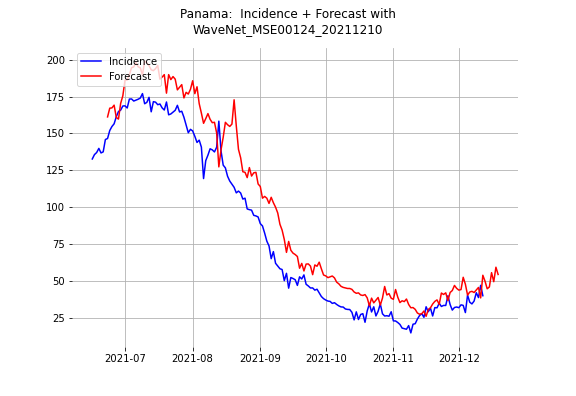 Panama:  Incidence + Forecast with
WaveNet_MSE00124_20211210
Incidence
Forecast
200
175
150
125
100
75
50
25
2021-07 2021-08 2021-09 2021-10 2021-11 2021-12